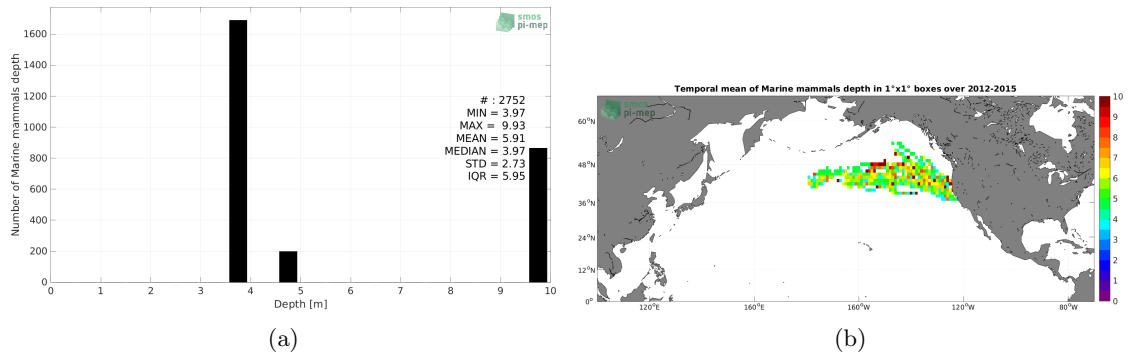 smos
pi-mep
1600
1400
1200
1000
800
600
400
200
0
Number of Marine mammals depth
# : 2752
MIN = 3.97
MAX = 9.93
MEAN = 5.91
MEDIAN = 3.97
STD = 2.73
IQR = 5.95
0 1 2 3 4 5 6 7 8 9 10
Depth [m]
(a)
Temporal mean of Marine mammals depth in 1°x1° boxes over 2012-2015
smos
pi-mep
60°N
48°N
36°N
24°N
12°N
0°
120°E 160°E 160°W 120°W 80°W
10
9
8
7
6
5
4
3
2
1
0
(b)